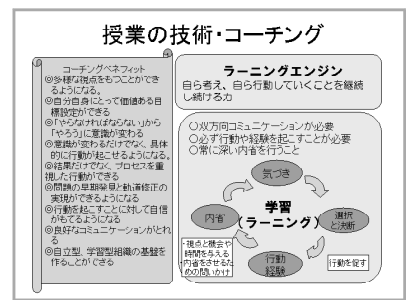 授業の技術・コーチング
コーチングベネフィット
◎多様な視点をもつことができ
るようになる。
◎自分自身にとって価値ある目
標設定ができる
◎「やらなければならない」から
「やろう」に意識が変わる
◎意識が変わるだけでなく、具体
的に行動が起こせるようになる。
◎結果だけでなく、プロセスを重
視した行動ができる
◎問題の早期発見と軌道修正の
実現ができるようになる
◎行動を起こすことに対して自信
がもてるようになる
◎良好なコミュニケーションがとれ
る
◎自立型、学習型組織の基盤を
作ることができる
ラーニングエンジン
自ら考え、自ら行動していくことを継続
し続ける力
○双方向コミュニケーションが必要
○必ず行動や経験を起こすことが必要
○常に深い内省を行うこと
気づき
内省
学習
(ラーニング)
選択
と決断
行動
経験
・視点と機会や
時間を与える
・内省をさせるた
めの問いかけ
行動を促す